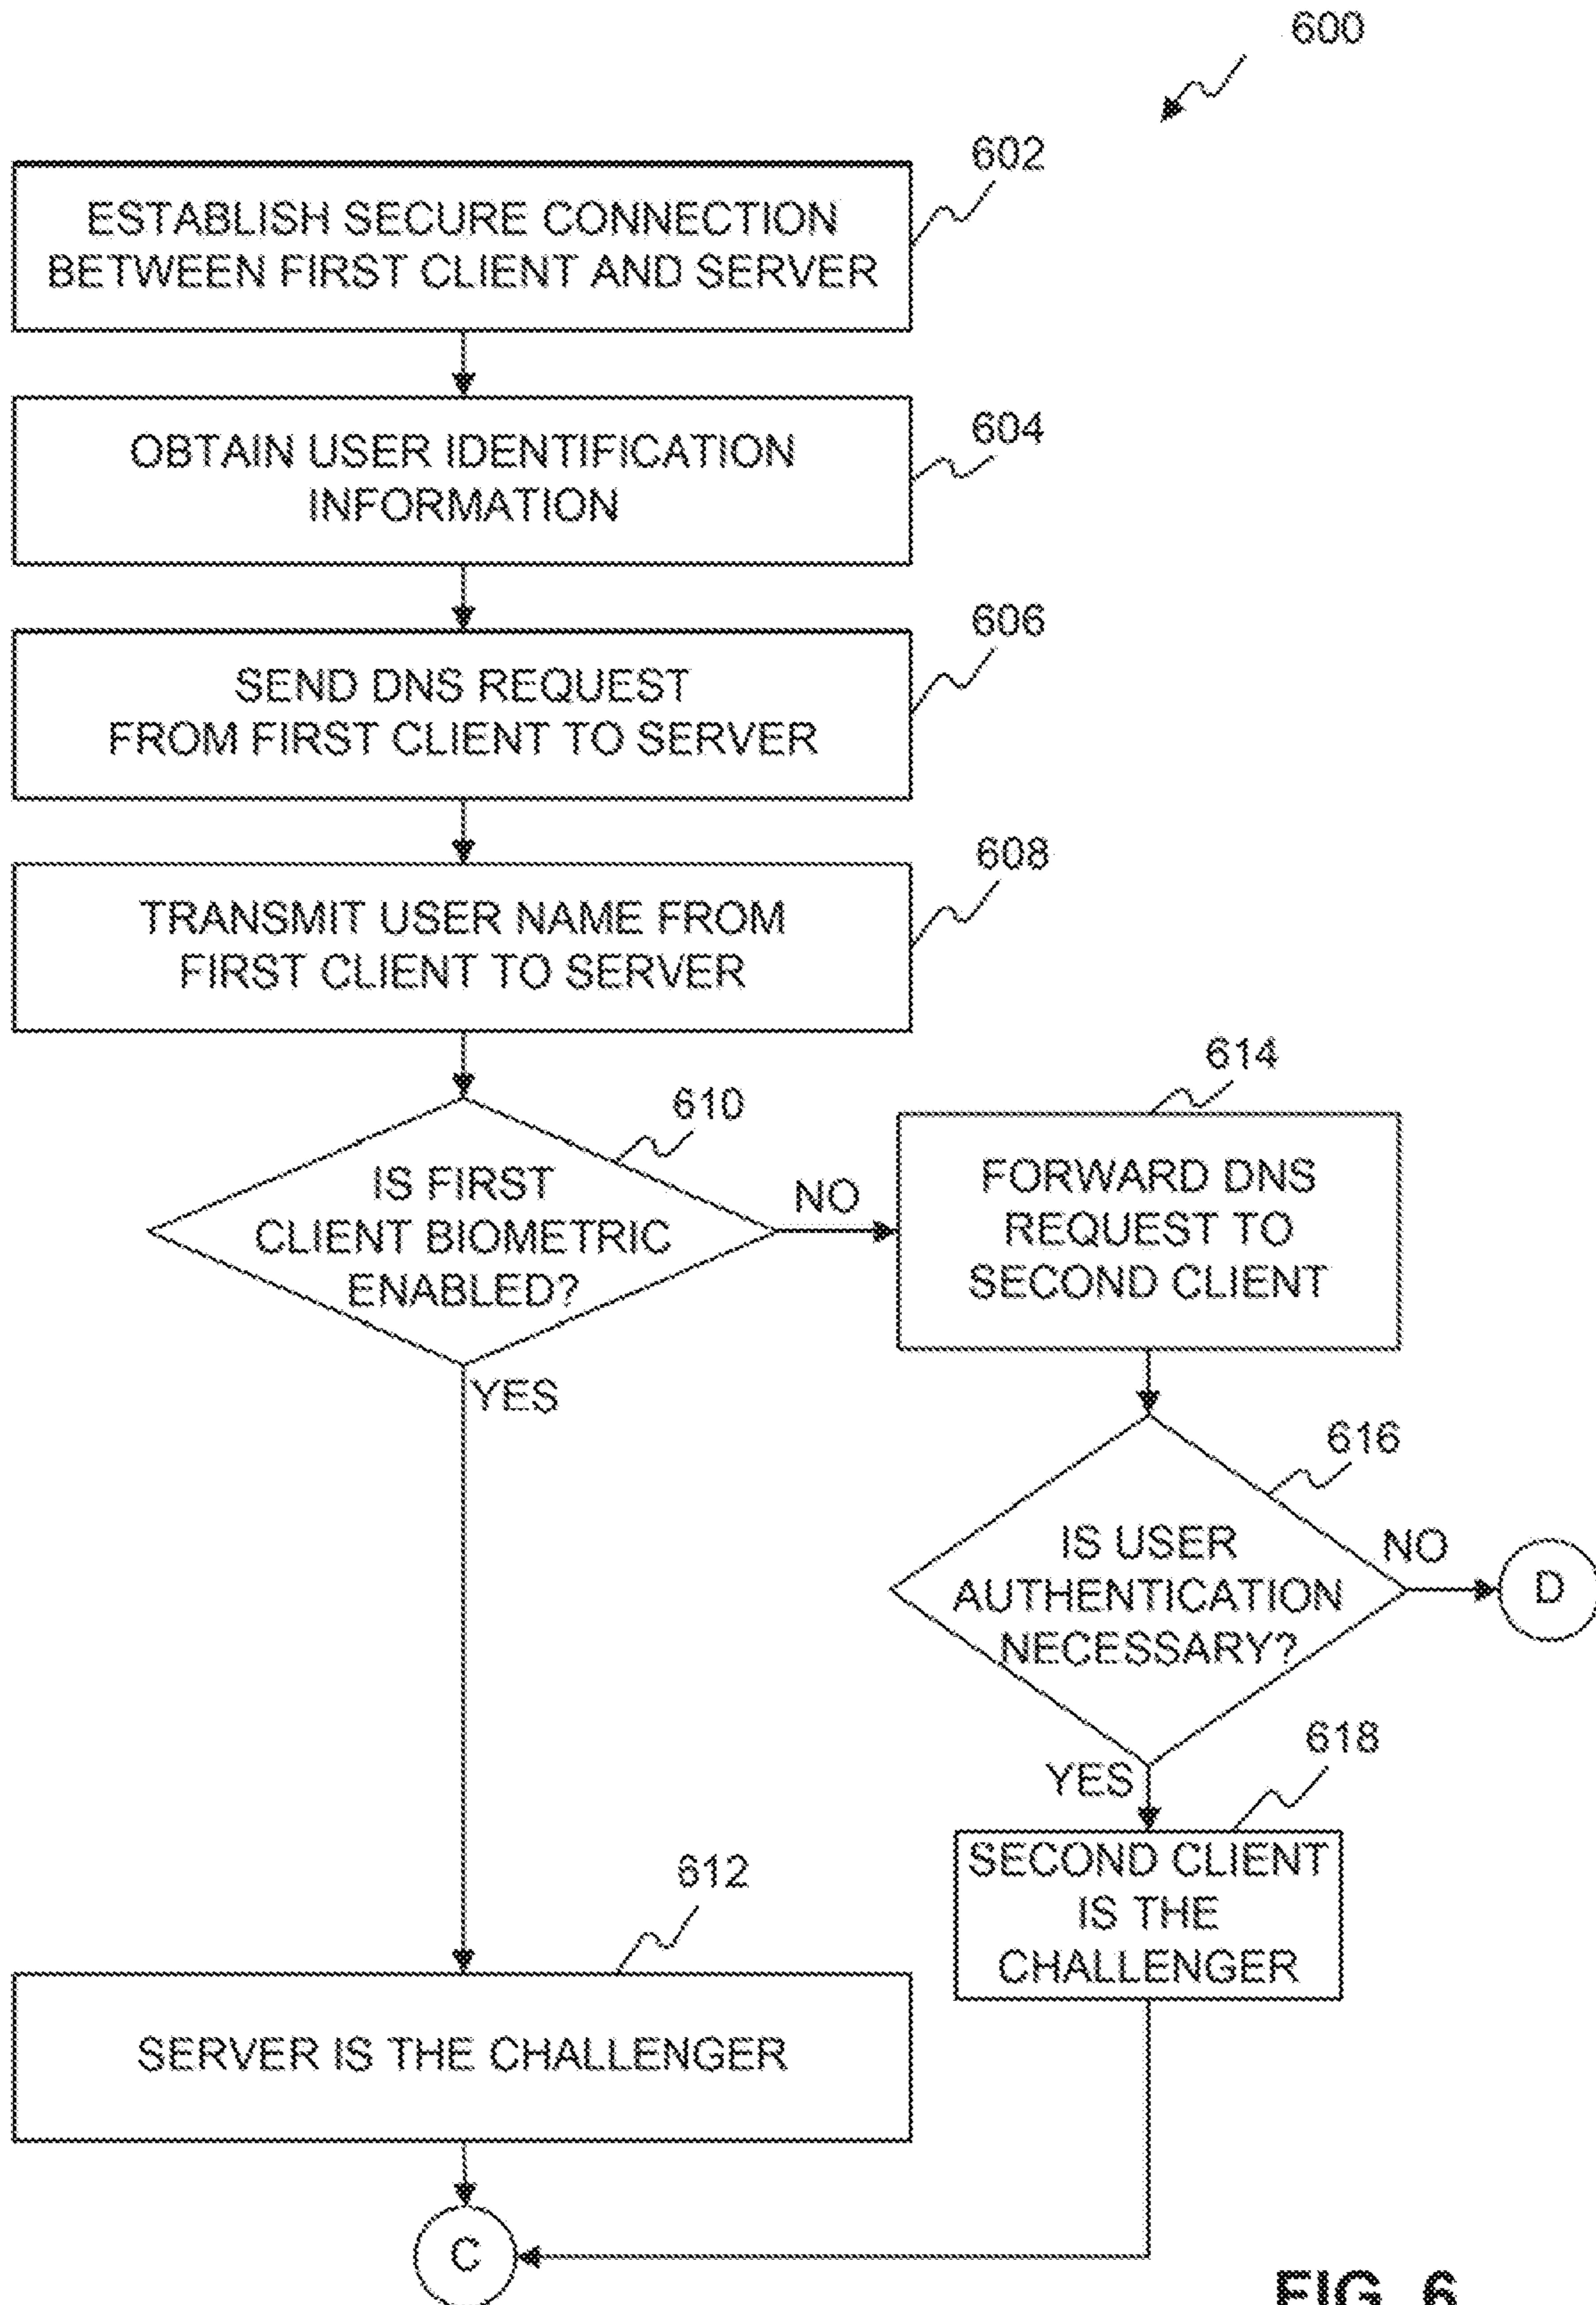 600
602
ESTABLISH SECURE CONNECTION
BETWEEN FIRST CLIENT AND SERVER
604
OBTAIN USER IDENTIFICATION
INFORMATION
606
SEND DNS REQUEST
FROM FIRST CLIENT TO SERVER
608
TRANSMIT USER NAME FROM
FIRST CLIENT TO SERVER
610
IS FIRST
CLIENT BIOMETRIC
ENABLED?
NO
YES
614
FORWARD DNS
REQUEST TO
SECOND CLIENT
616
IS USER
AUTHENTICATION
NECESSARY?
NO
D
YES
618
SECOND CLIENT
IS THE
CHALLENGER
612
SERVER IS THE CHALLENGER
C
FIG. 6